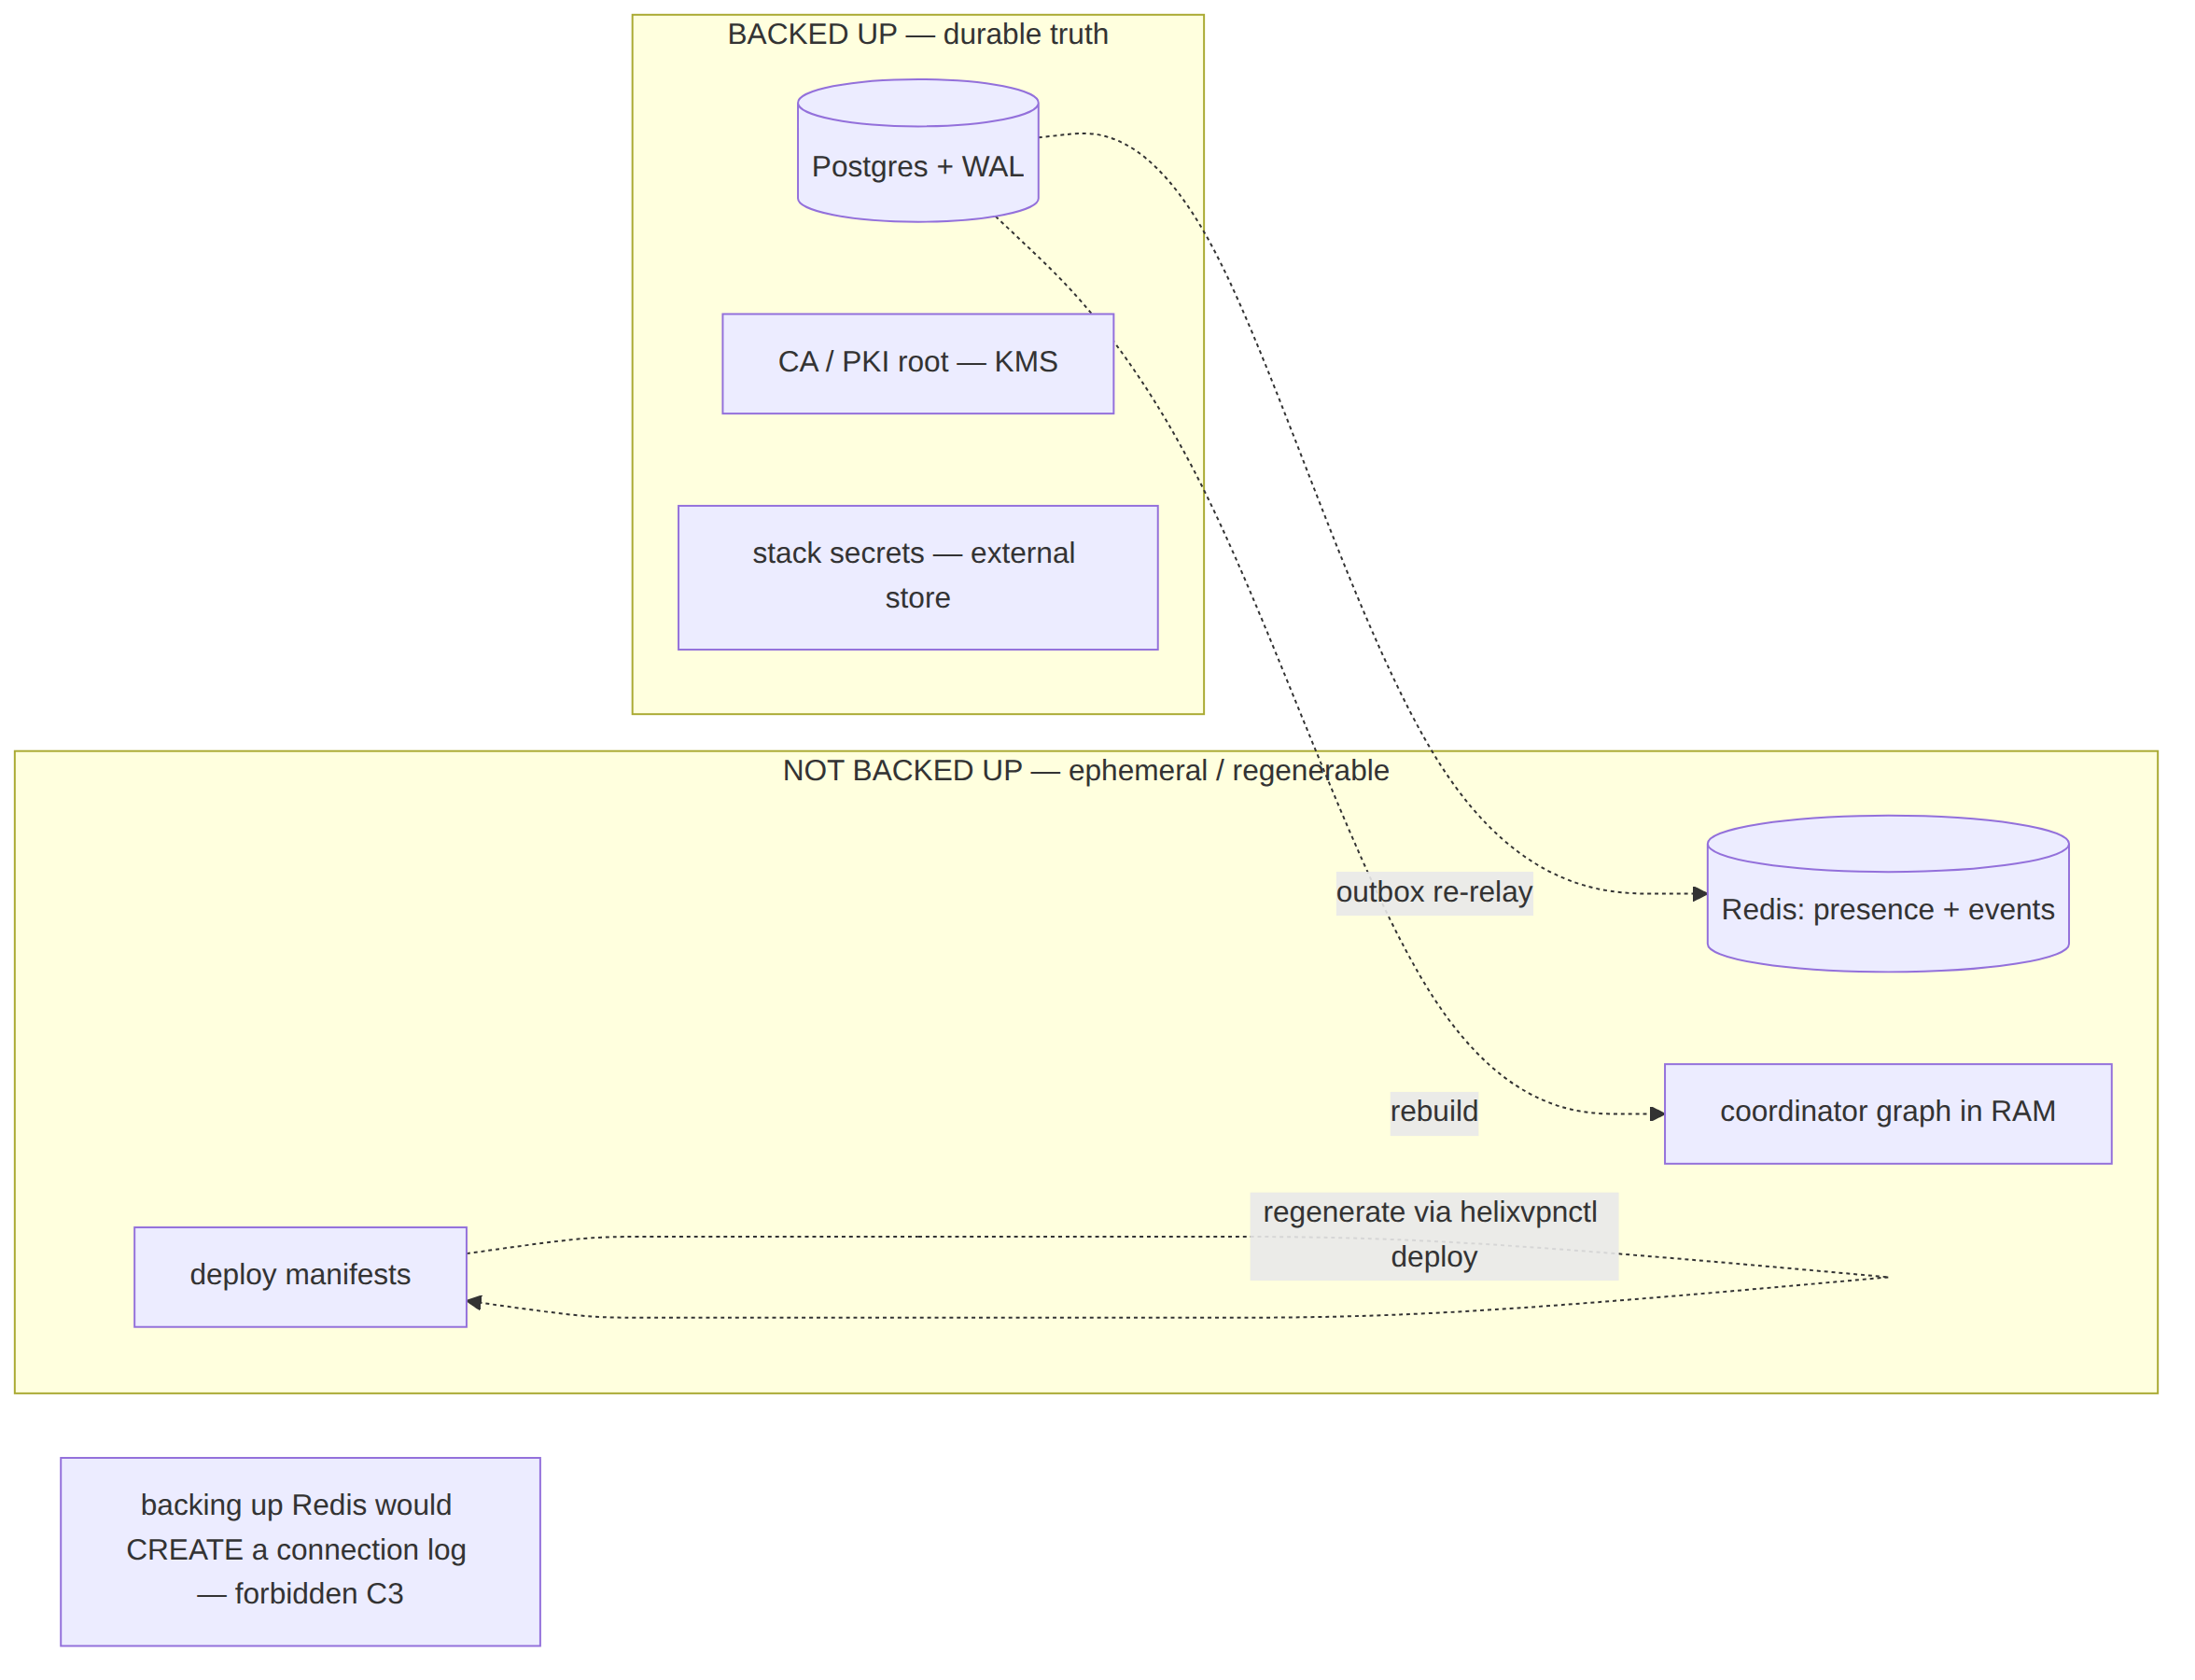 BACKED UP — durable truth
Postgres + WAL
CA / PKI root — KMS
stack secrets — external
store
NOT BACKED UP — ephemeral / regenerable
outbox re-relay
Redis: presence + events
rebuild
coordinator graph in RAM
regenerate via helixvpnctl
deploy
deploy manifests
backing up Redis would
CREATE a connection log
— forbidden C3